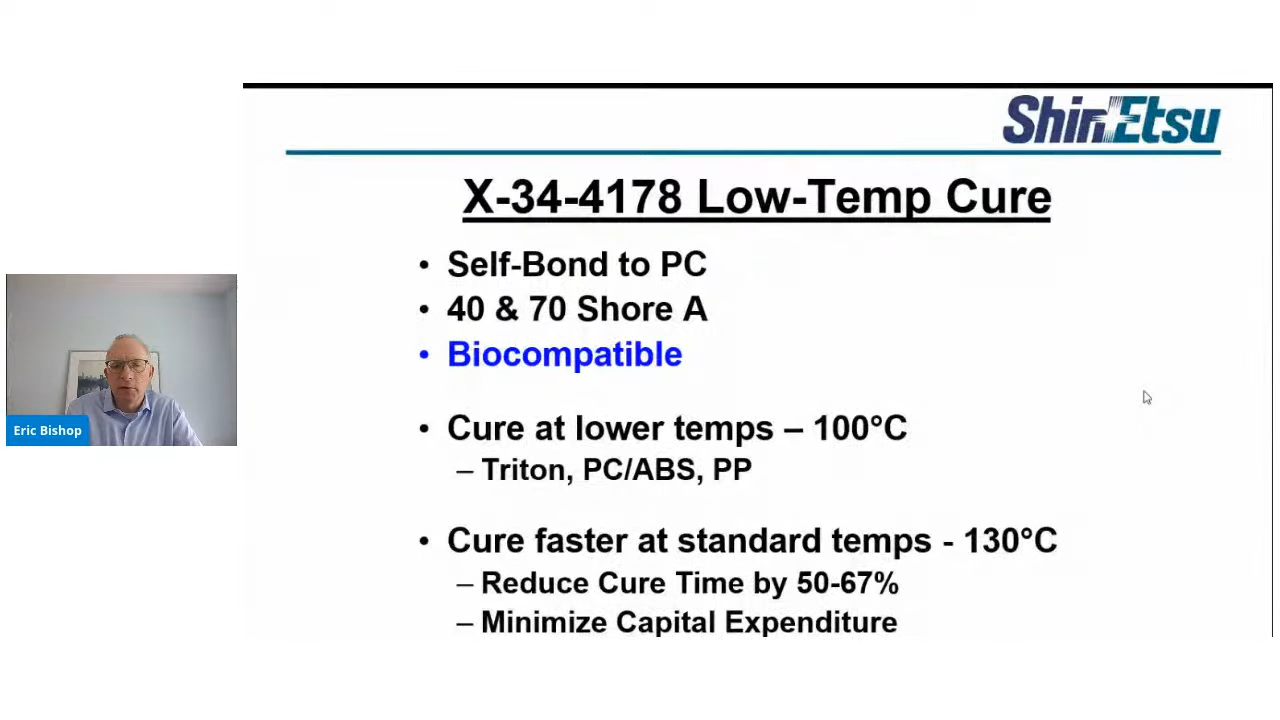 ShinEtsu
X-34-4178 Low-Temp Cure
• Self-Bond to PC
• 40 & 70 Shore A
• Biocompatible
• Cure at lower temps – 100°C
– Triton, PC/ABS, PP
• Cure faster at standard temps - 130°C
– Reduce Cure Time by 50-67%
– Minimize Capital Expenditure
Eric Bishop